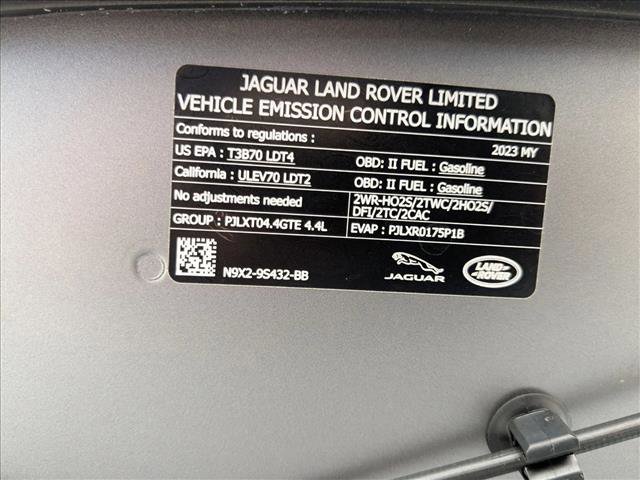 JAGUAR LAND ROVER LIMITED
VEHICLE EMISSION CONTROL INFORMATION
Conforms to regulations : 2023 MY
US EPA : T3B70 LDT4 OBD: II FUEL : Gasoline
California : ULEV70 LDT2 OBD: II FUEL : Gasoline
No adjustments needed 2WR-HO2S/2TWC/2HO2S/
DFI/2TC/2CAC
GROUP : PJLXT04.4GTE 4.4L EVAP : PJLXR0175P1B
N9X2-9S432-BB JAGUAR LAND ROVER